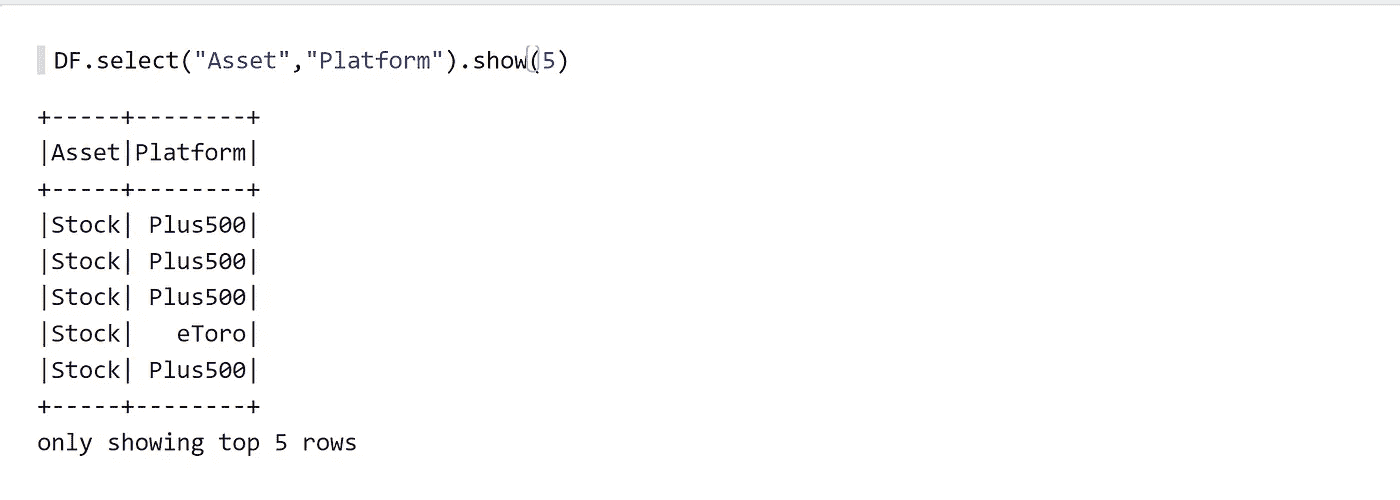 DF.select("Asset","Platform").show(5)
+-----+--------+
|Asset|Platform|
+-----+--------+
|Stock| Plus500|
|Stock| Plus500|
|Stock| Plus500|
|Stock|   eToro|
|Stock| Plus500|
+-----+--------+
only showing top 5 rows